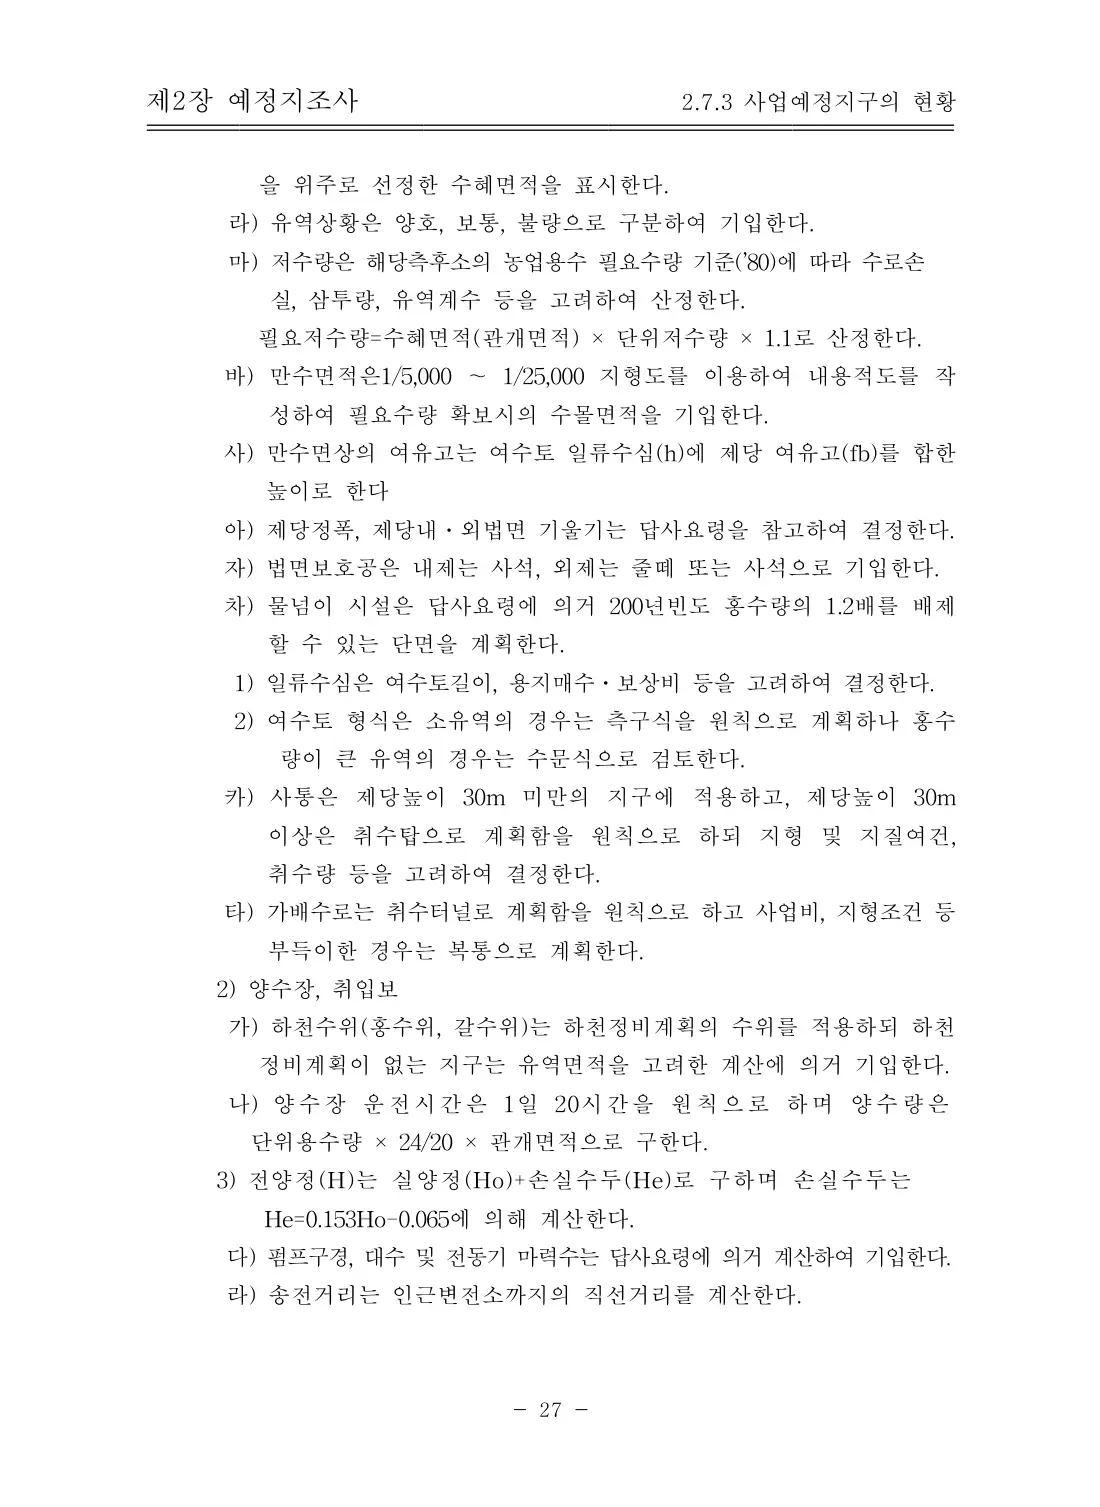 제2장 예정지조사
2.7.3 사업예정지구의 현황
을 위주로 선정한 수혜면적을 표시한다.
라) 유역상황은 양호, 보통, 불량으로 구분하여 기입한다.
마) 저수량은 해당측후소의 농업용수 필요수량 기준('80)에 따라 수로손
실, 삼투량, 유역계수 등을 고려하여 산정한다.
필요저수량=수혜면적(관개면적) × 단위저수량 × 1.1로 산정한다.
바) 만수면적은1/5,000 ~ 1/25,000 지형도를 이용하여 내용적도를 작
성하여 필요수량 확보시의 수몰면적을 기입한다.
사) 만수면상의 여유고는 여수토 일류수심(h)에 제당 여유고(fb)를 합한
높이로 한다
아) 제당정폭, 제당내・외법면 기울기는 답사요령을 참고하여 결정한다.
자) 법면보호공은 내제는 사석, 외제는 줄떼 또는 사석으로 기입한다.
차) 물넘이 시설은 답사요령에 의거 200년빈도 홍수량의 1.2배를 배제
할 수 있는 단면을 계획한다.
1) 일류수심은 여수토길이, 용지매수・보상비 등을 고려하여 결정한다.
2) 여수토 형식은 소유역의 경우는 측구식을 원칙으로 계획하나 홍수
량이 큰 유역의 경우는 수문식으로 검토한다.
카) 사통은 제당높이 30m 미만의 지구에 적용하고, 제당높이 30m
이상은 취수탑으로 계획함을 원칙으로 하되 지형 및 지질여건,
취수량 등을 고려하여 결정한다.
타) 가배수로는 취수터널로 계획함을 원칙으로 하고 사업비, 지형조건 등
부득이한 경우는 복통으로 계획한다.
2) 양수장, 취입보
가) 하천수위(홍수위, 갈수위)는 하천정비계획의 수위를 적용하되 하천
정비계획이 없는 지구는 유역면적을 고려한 계산에 의거 기입한다.
나) 양수장 운전시간은 1일 20시간을 원칙으로 하며 양수량은
단위용수량 × 24/20 × 관개면적으로 구한다.
3) 전양정(H)는 실양정(Ho)+손실수두(He)로 구하며 손실수두는
He=0.153Ho-0.065에 의해 계산한다.
다) 펌프구경, 대수 및 전동기 마력수는 답사요령에 의거 계산하여 기입한다.
라) 송전거리는 인근변전소까지의 직선거리를 계산한다.
- 27 -